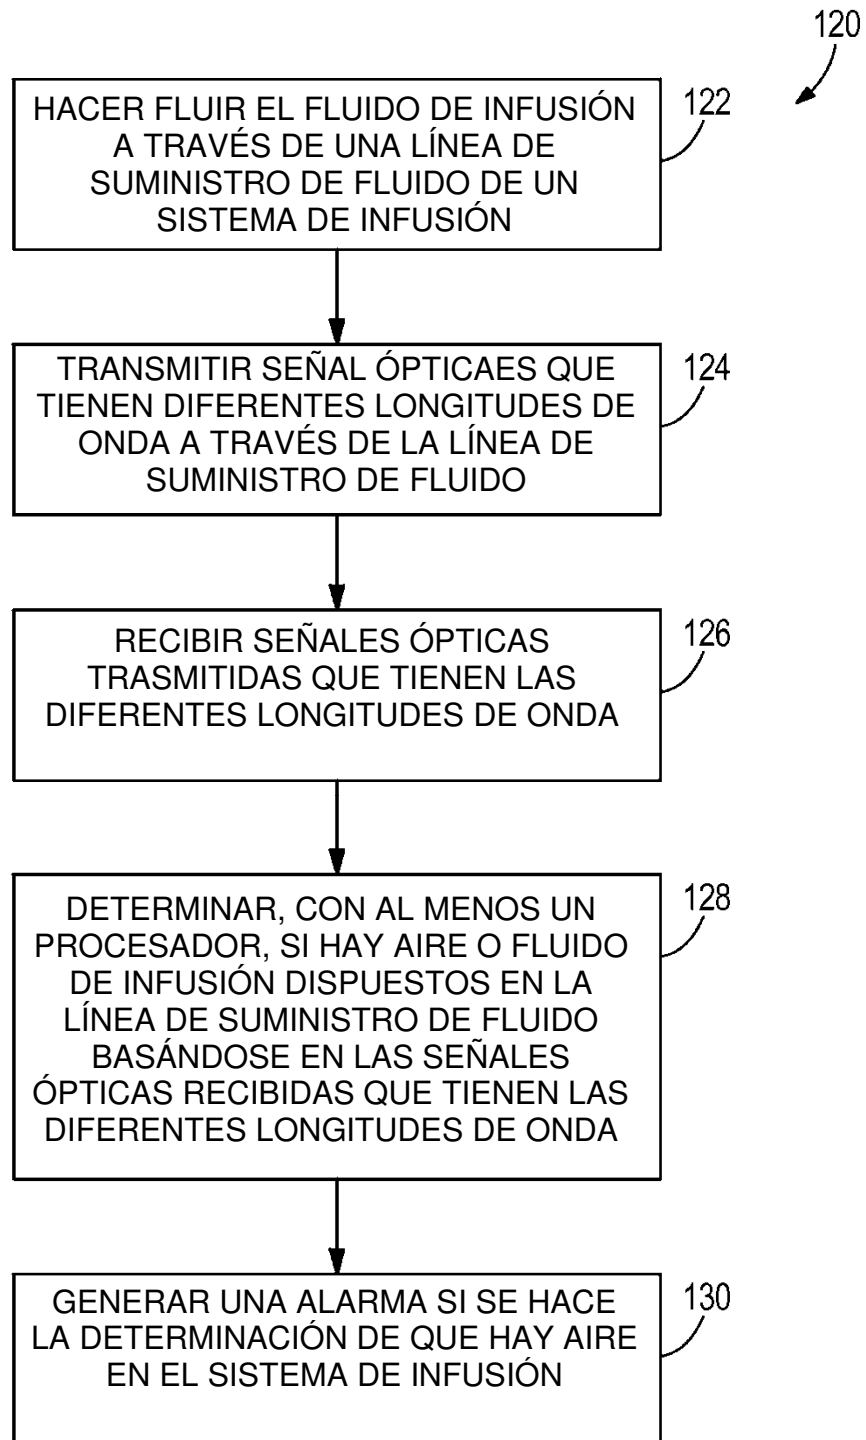 120
HACER FLUIR EL FLUIDO DE INFUSIÓN
A TRAVÉS DE UNA LÍNEA DE
SUMINISTRO DE FLUIDO DE UN
SISTEMA DE INFUSIÓN
122
TRANSMITIR SEÑAL ÓPTICAES QUE
TIENEN DIFERENTES LONGITUDES DE
ONDA A TRAVÉS DE LA LÍNEA DE
SUMINISTRO DE FLUIDO
124
RECIBIR SEÑALES ÓPTICAS
TRASMITIDAS QUE TIENEN LAS
DIFERENTES LONGITUDES DE ONDA
126
DETERMINAR, CON AL MENOS UN
PROCESADOR, SI HAY AIRE O FLUIDO
DE INFUSIÓN DISPUESTOS EN LA
LÍNEA DE SUMINISTRO DE FLUIDO
BASÁNDOSE EN LAS SEÑALES
ÓPTICAS RECIBIDAS QUE TIENEN LAS
DIFERENTES LONGITUDES DE ONDA
128
GENERAR UNA ALARMA SI SE HACE
LA DETERMINACIÓN DE QUE HAY AIRE
EN EL SISTEMA DE INFUSIÓN
130